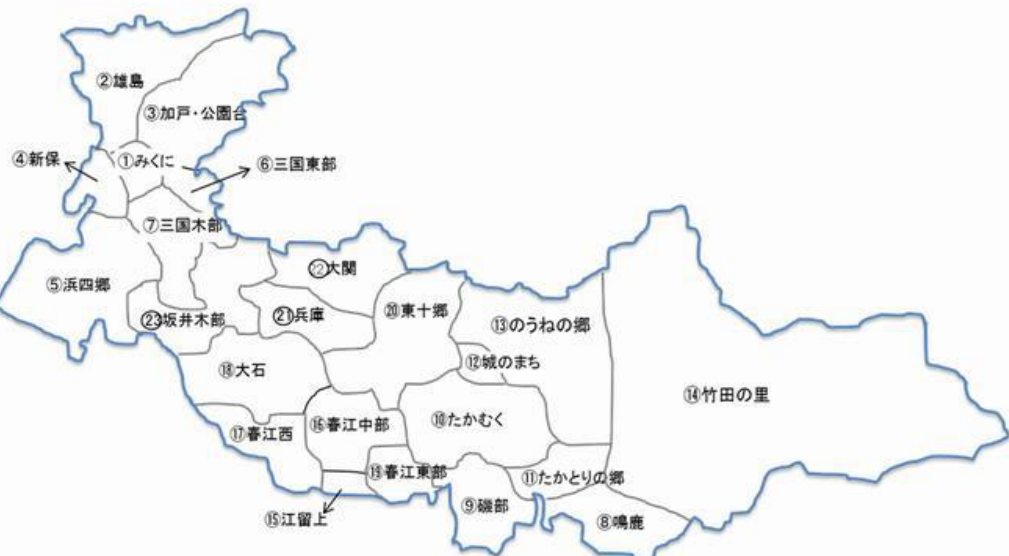 ②雄島
③加戸・公園台
④新保
①みくに
⑥三国東部
⑦三国木部
⑤浜四郷
㉒大関
㉓坂井木部
㉑兵庫
⑳東十郷
⑬のうねの郷
⑫城のまち
⑱大石
⑭竹田の里
⑰春江西
⑯春江中部
⑩たかむく
⑲春江東部
⑪たかとりの郷
⑮江留上
⑨磯部
⑧鳴鹿